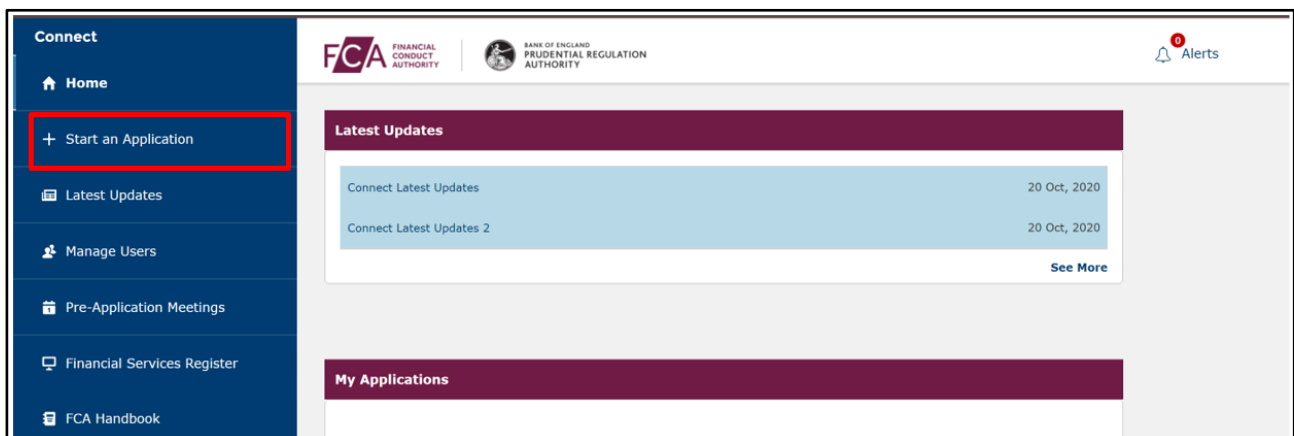 Connect
Home
Start an Application
Latest Updates
Manage Users
Pre-Application Meetings
1
Financial Services Register
FCA Handbook
FCA
FINANCIAL
CONDUCT
AUTHORITY
BANK OF ENGLAND
PRUDENTIAL REGULATION
AUTHORITY
0
Alerts
Latest Updates
Connect Latest Updates 20 Oct, 2020
Connect Latest Updates 2 20 Oct, 2020
See More
My Applications